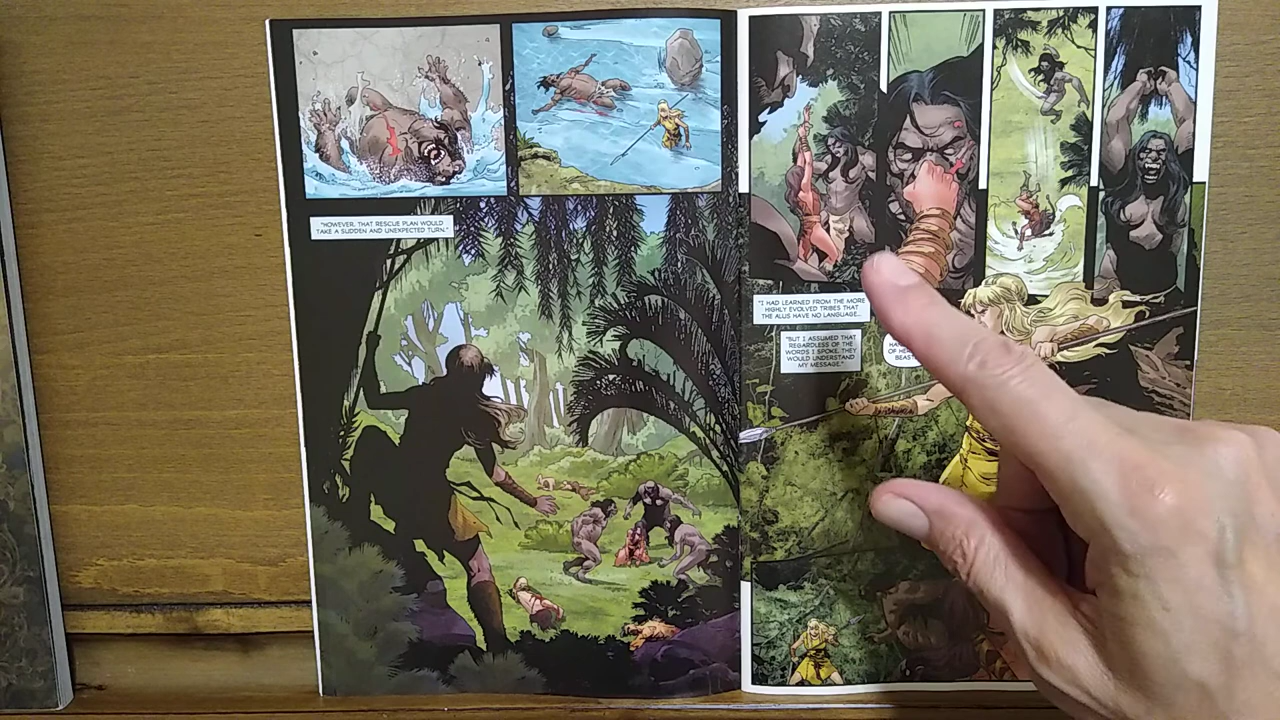 "HOWEVER, THAT RESCUE PLAN WOULD
TAKE A SUDDEN AND UNEXPECTED TURN."
"I HAD LEARNED FROM THE MORE
HIGHLY EVOLVED TRIBES THAT
THE ALUS HAVE NO LANGUAGE...
"BUT I ASSUMED THAT
REGARDLESS OF THE
WORDS I SPOKE, THEY
WOULD UNDERSTAND
MY MESSAGE."
OF